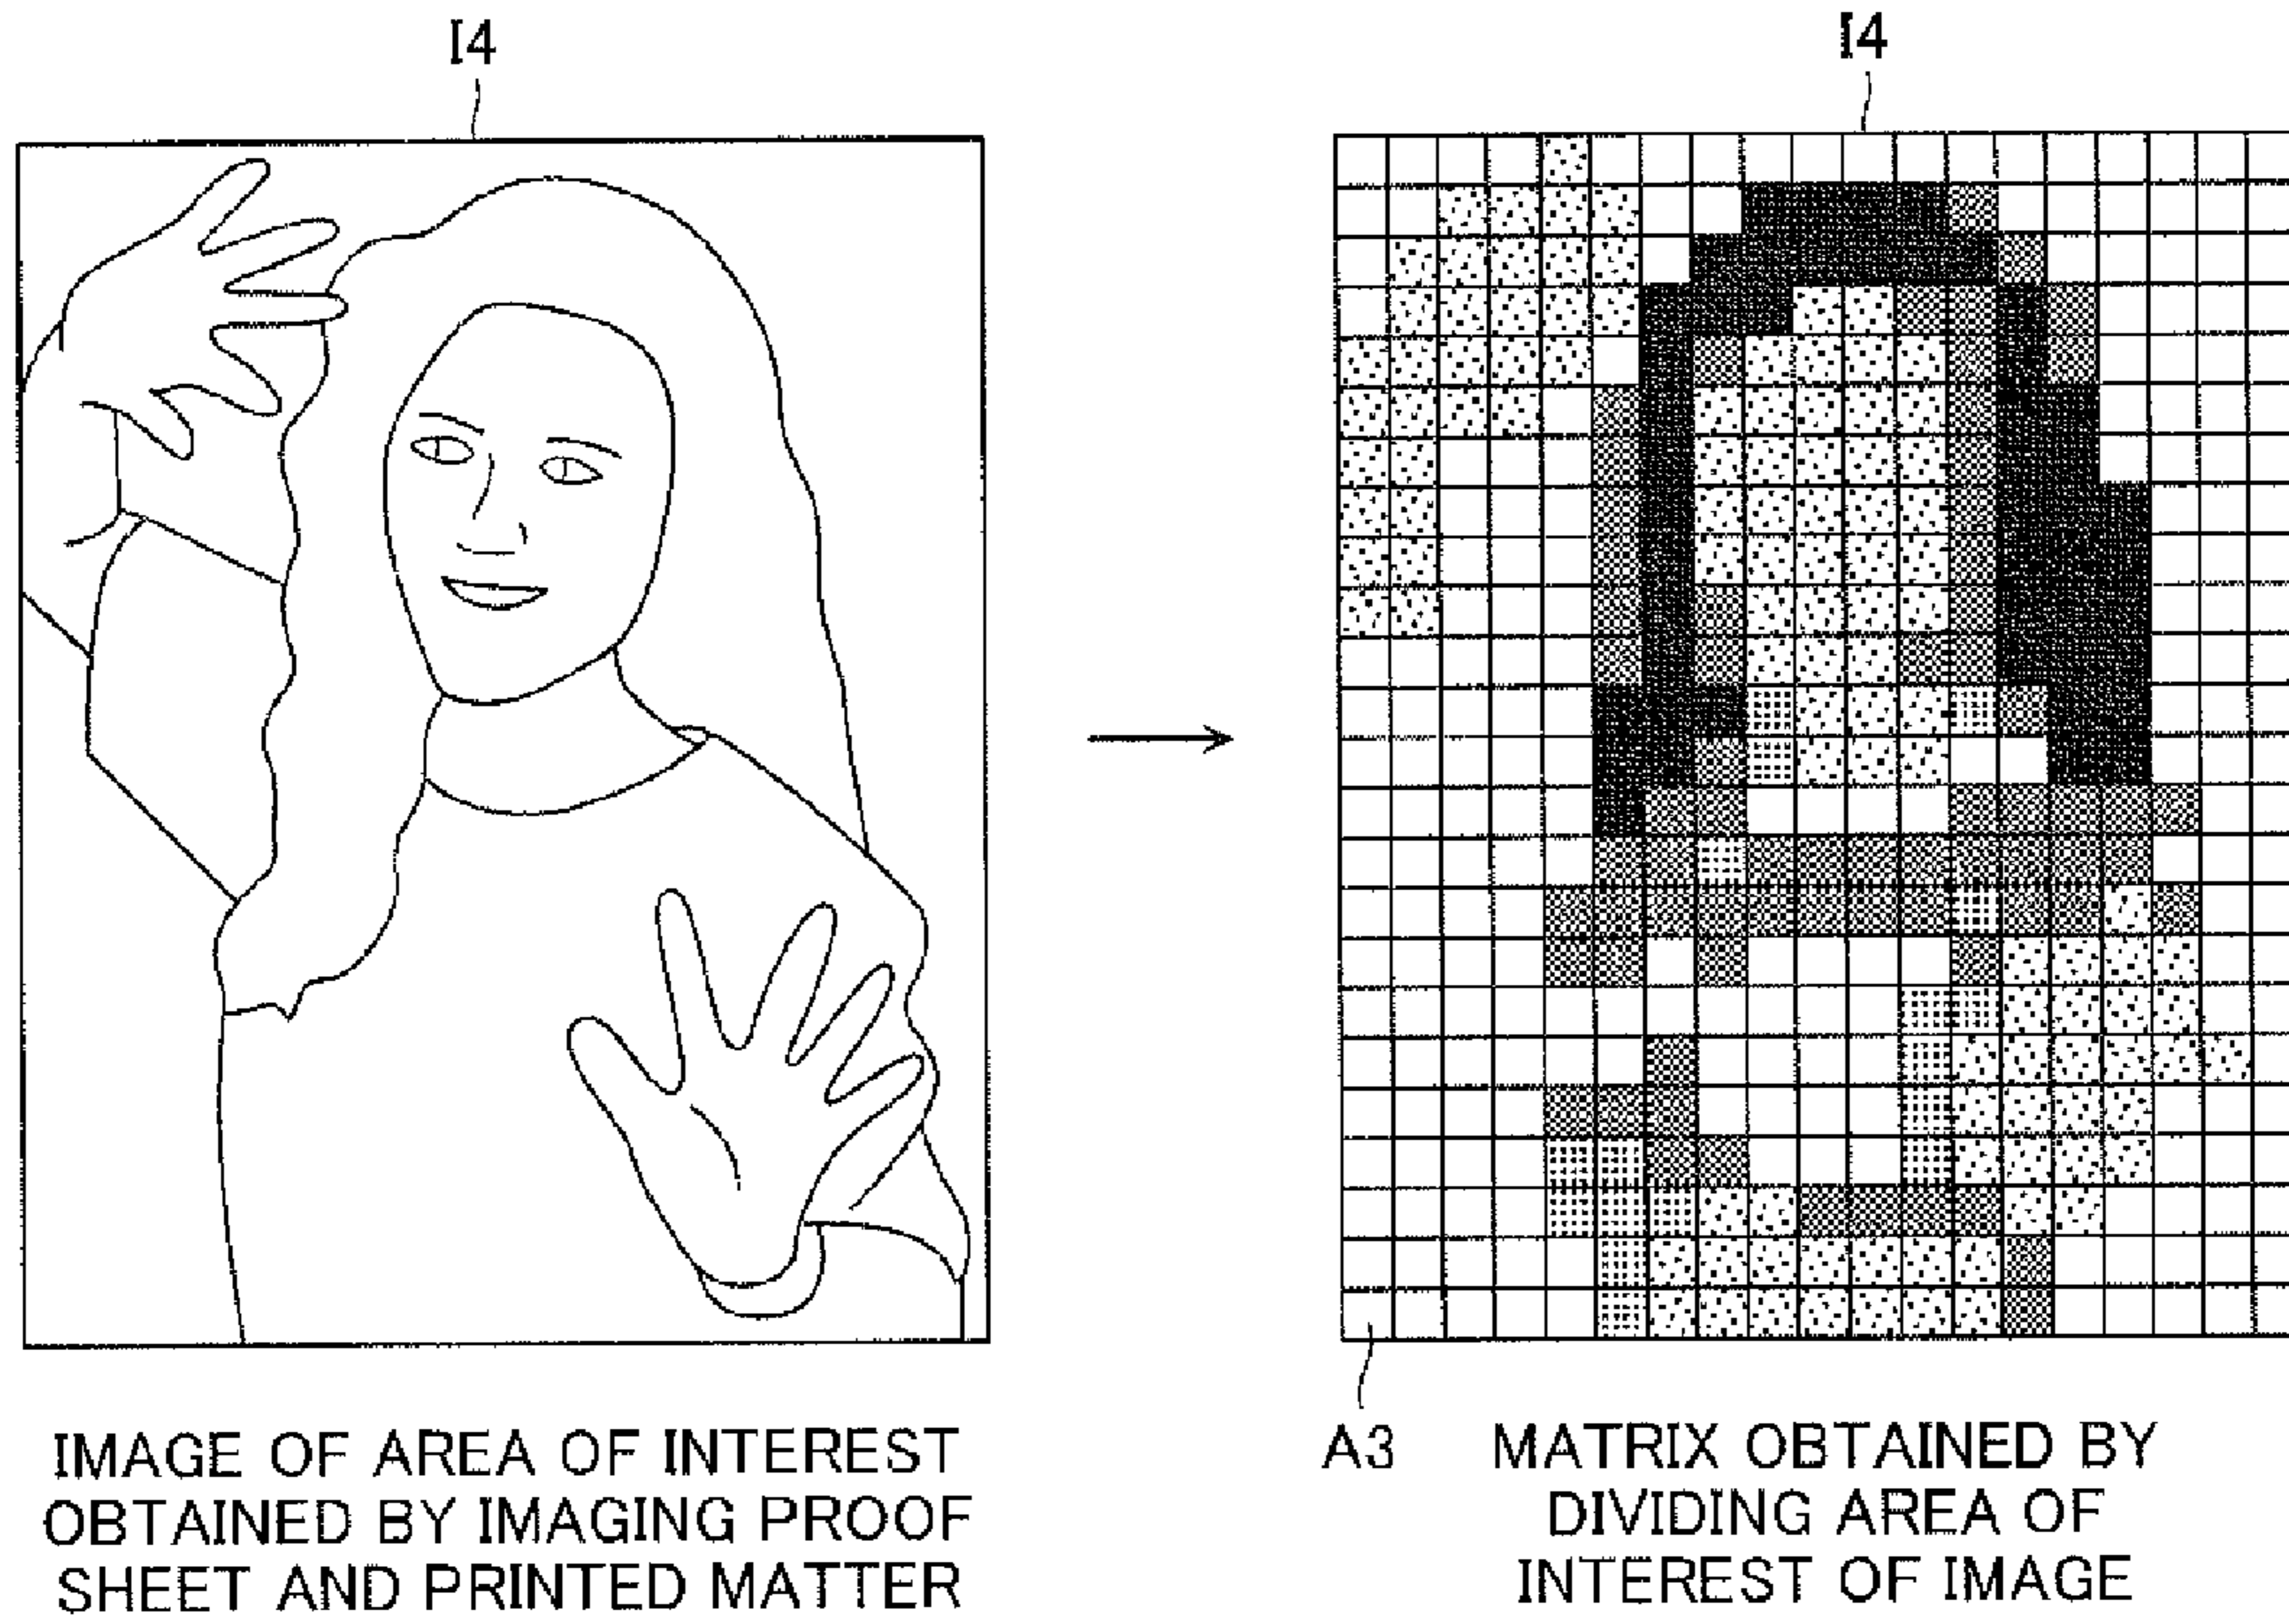 I4
I4
A3
IMAGE OF AREA OF INTEREST
OBTAINED BY IMAGING PROOF
SHEET AND PRINTED MATTER
MATRIX OBTAINED BY
DIVIDING AREA OF
INTEREST OF IMAGE